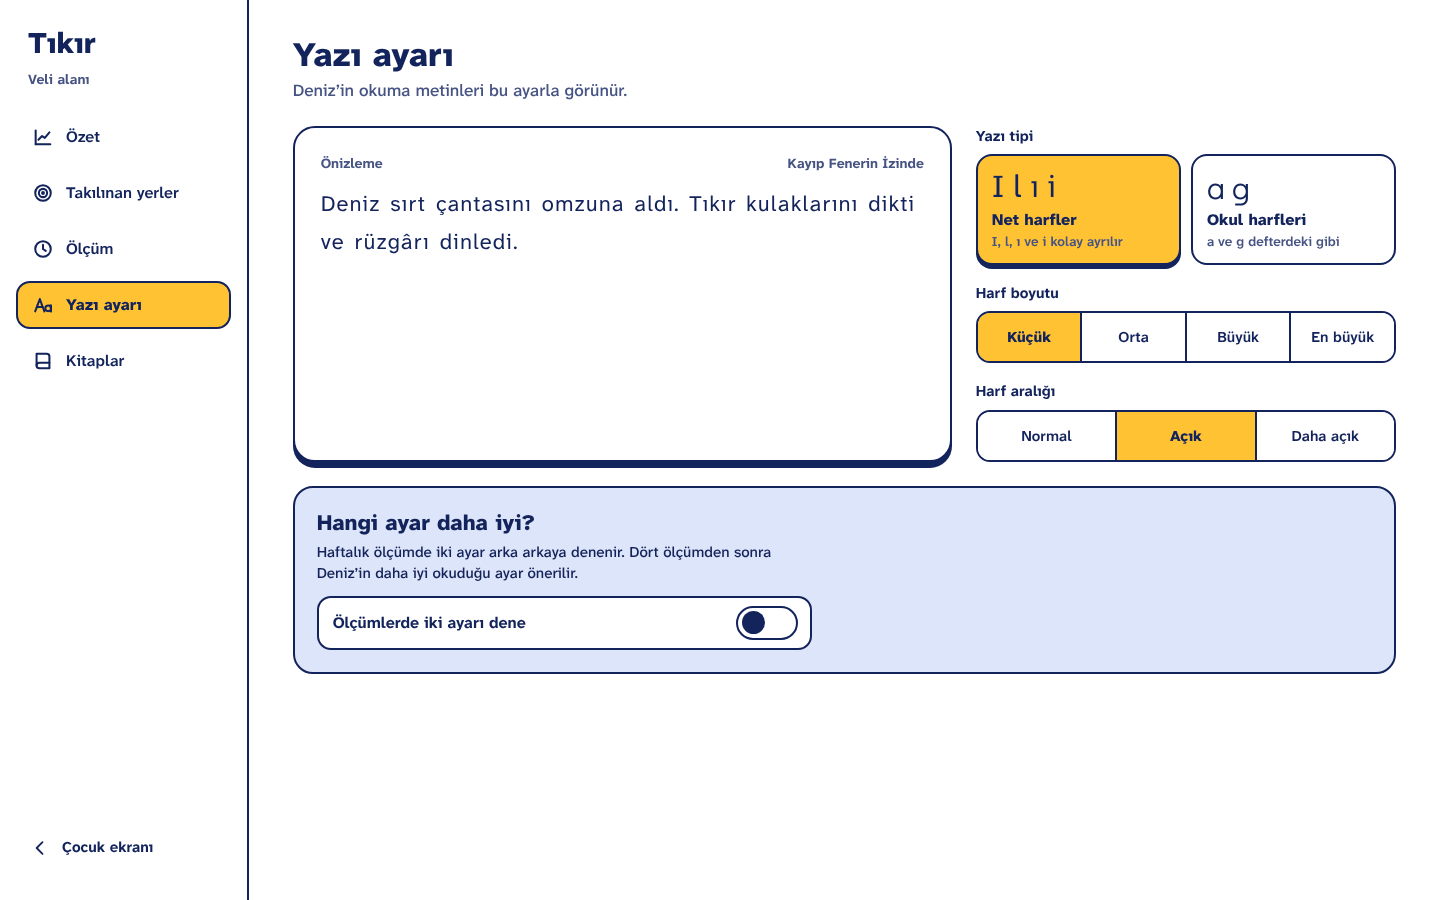 Tıkır
Veli alanı
Özet
Takılınan yerler
Ölçüm
Yazı ayarı
Kitaplar
Çocuk ekranı
Yazı ayarı
Deniz’in okuma metinleri bu ayarla görünür.
Önizleme
Kayıp Fenerin İzinde
Deniz sırt çantasını omzuna aldı. Tıkır kulaklarını dikti
ve rüzgârı dinledi.
Yazı tipi
I l ı i
Net harfler
I, l, ı ve i kolay ayrılır
a g
Okul harfleri
a ve g defterdeki gibi
Harf boyutu
Küçük
Orta
Büyük
En büyük
Harf aralığı
Normal
Açık
Daha açık
Hangi ayar daha iyi?
Haftalık ölçümde iki ayar arka arkaya denenir. Dört ölçümden sonra
Deniz’in daha iyi okuduğu ayar önerilir.
Ölçümlerde iki ayarı dene